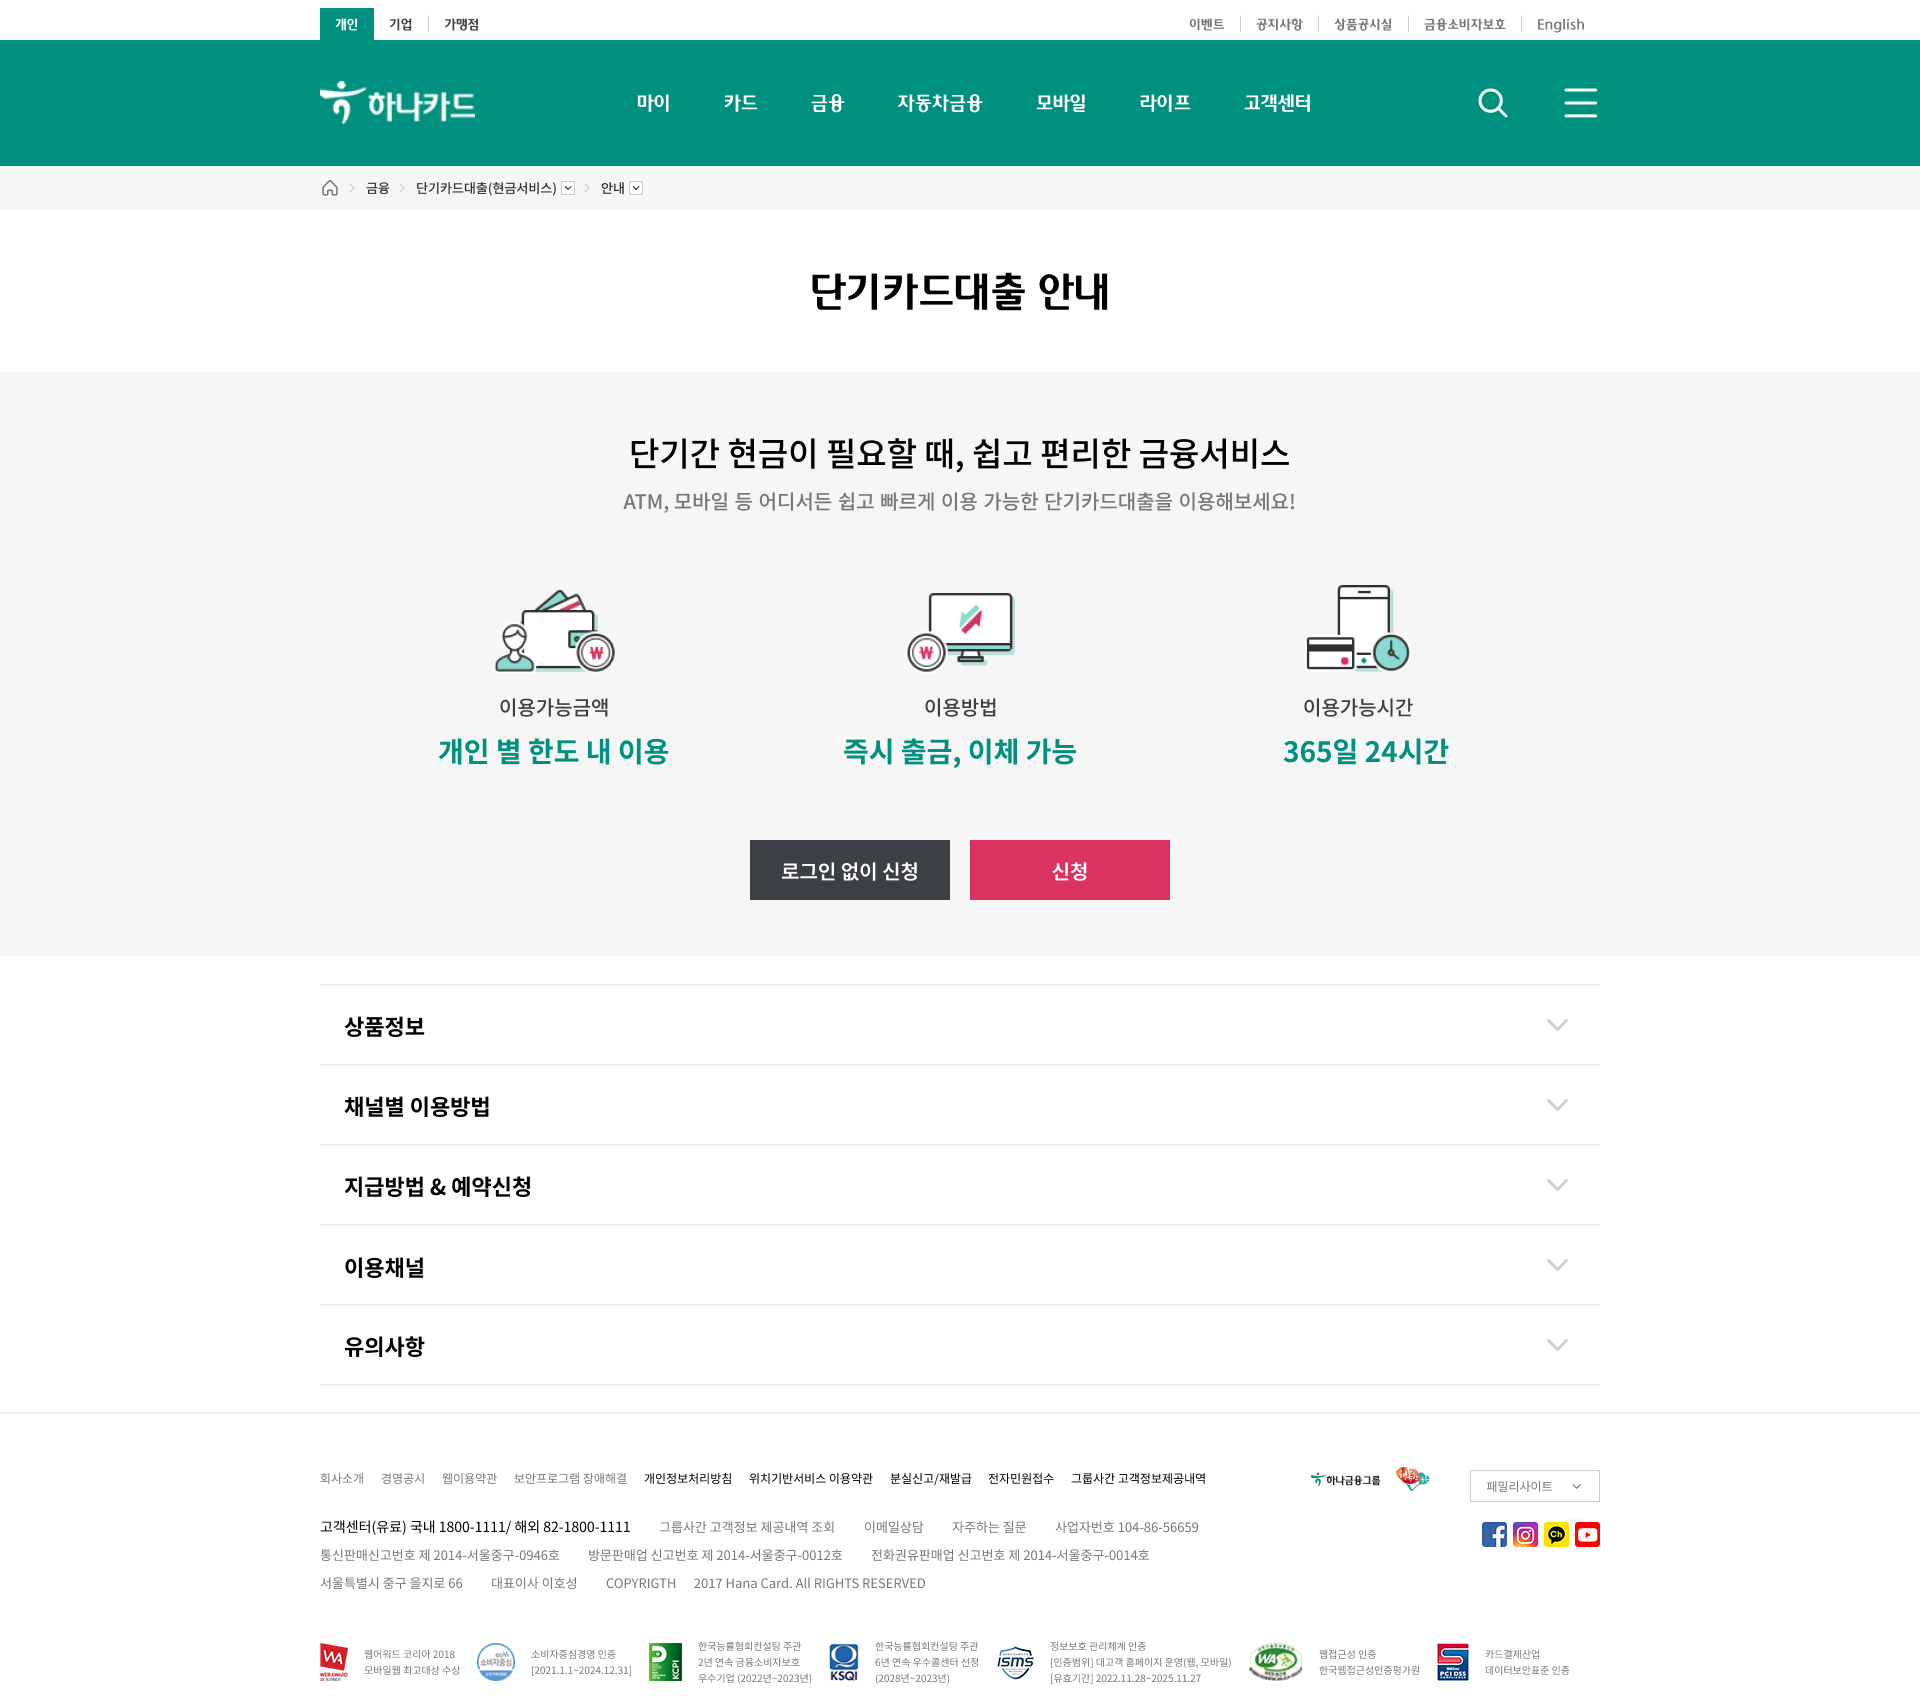 개인 기업 가맹점 이벤트 공지사항 상품공시실 금융소비자보호 English
하나카드 마이 카드 금융 자동차금융 모바일 라이프 고객센터
금융 단기카드대출(현금서비스) 안내
단기카드대출 안내
단기간 현금이 필요할 때, 쉽고 편리한 금융서비스
ATM, 모바일 등 어디서든 쉽고 빠르게 이용 가능한 단기카드대출을 이용해보세요!
이용가능금액 이용방법 이용가능시간
개인 별 한도 내 이용 즉시 출금, 이체 가능 365일 24시간
로그인 없이 신청 신청
상품정보
채널별 이용방법
지급방법 & 예약신청
이용채널
유의사항
회사소개 경영공시 웹이용약관 보안프로그램 장애해결 개인정보처리방침 위치기반서비스 이용약관 분실신고/재발급 전자민원접수 그룹사간 고객정보제공내역 하나금융그룹 패밀리사이트
고객센터(유료) 국내 1800-1111/ 해외 82-1800-1111 그룹사간 고객정보 제공내역 조회 이메일상담 자주하는 질문 사업자번호 104-86-56659
통신판매신고번호 제 2014-서울중구-0946호 방문판매업 신고번호 제 2014-서울중구-0012호 전화권유판매업 신고번호 제 2014-서울중구-0014호
서울특별시 중구 을지로 66 대표이사 이호성 COPYRIGTH 2017 Hana Card. All RIGHTS RESERVED
웹어워드 코리아 2018
모바일웹 최고대상 수상
소비자중심경영 인증
[2021.1.1~2024.12.31]
한국능률협회컨설팅 주관
2년 연속 금융소비자보호
우수기업 (2022년~2023년)
한국능률협회컨설팅 주관
6년 연속 우수콜센터 선정
(2028년~2023년)
정보보호 관리체계 인증
[인증범위] 대고객 홈페이지 운영(웹, 모바일)
[유효기간] 2022.11.28~2025.11.27
웹접근성 인증
한국웹접근성인증평가원
카드결제산업
데이터보안표준 인증
WA
WEB AWARD
소비자중심
KCPI
KSQI
ISMS
WA
PCI DSS
Ch